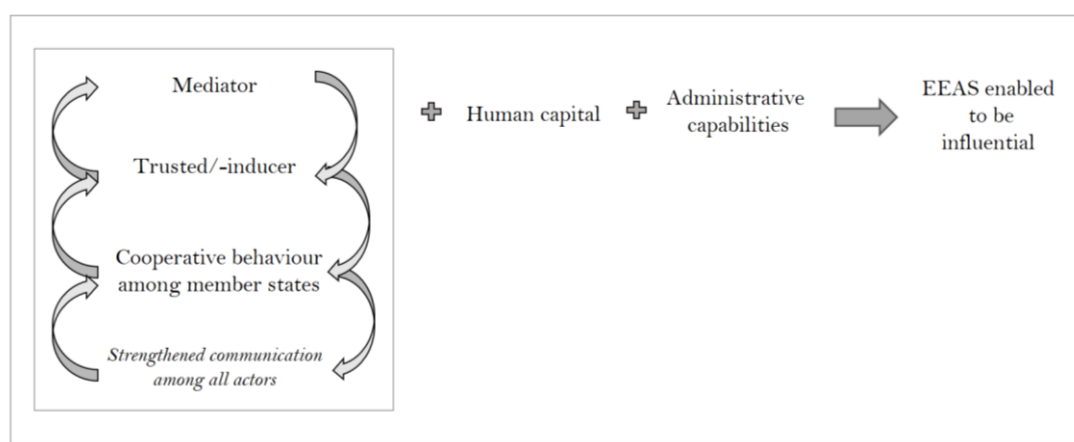 Mediator
Trusted/-inducer
Cooperative behaviour
among member states
Strengthened communication
among all actors
Human capital
Administrative
capabilities
EEAS enabled
to be
influential